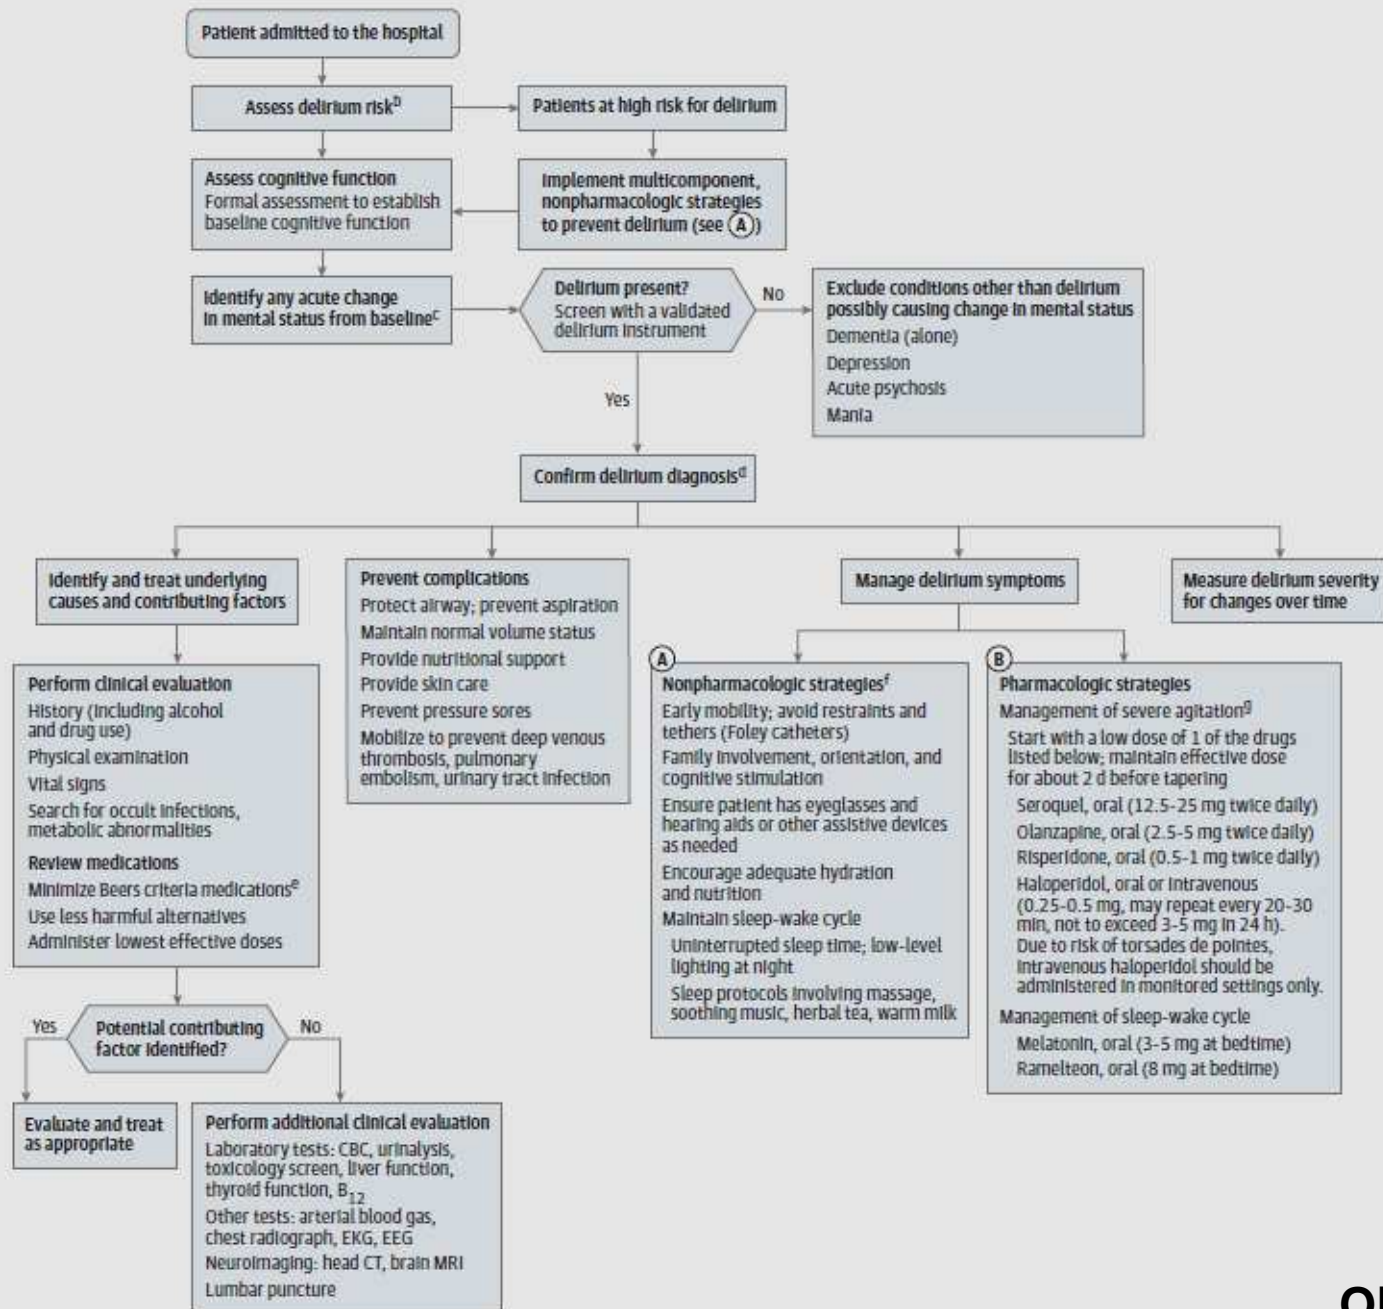 Patient admitted to the hospital
Assess delirium risk b
Patients at high risk for delirium
Assess cognitive function
Formal assessment to establish
baseline cognitive function
Implement multicomponent,
nonpharmacologic strategies
to prevent delirium (see A)
Identify any acute change
in mental status from baseline c
Delirium present?
Screen with a validated
delirium instrument
No
Exclude conditions other than delirium
possibly causing change in mental status
Dementia (alone)
Depression
Acute psychosis
Mania
Yes
Confirm delirium diagnosis d
Identify and treat underlying
causes and contributing factors
Prevent complications
Protect airway; prevent aspiration
Maintain normal volume status
Provide nutritional support
Provide skin care
Prevent pressure sores
Mobilize to prevent deep venous
thrombosis, pulmonary
embolism, urinary tract infection
Manage delirium symptoms
Measure delirium severity
for changes over time
Perform clinical evaluation
History (including alcohol
and drug use)
Physical examination
Vital signs
Search for occult infections,
metabolic abnormalities
Review medications
Minimize Beers criteria medications e
Use less harmful alternatives
Administer lowest effective doses
A
Nonpharmacologic strategies f
Early mobility; avoid restraints and
tethers (Foley catheters)
Family involvement, orientation, and
cognitive stimulation
Ensure patient has eyeglasses and
hearing aids or other assistive devices
as needed
Encourage adequate hydration
and nutrition
Maintain sleep-wake cycle
Uninterrupted sleep time; low-level
lighting at night
Sleep protocols involving massage,
soothing music, herbal tea, warm milk
B
Pharmacologic strategies
Management of severe agitation g
Start with a low dose of 1 of the drugs
listed below; maintain effective dose
for about 2 d before tapering
Seroquel, oral (12.5-25 mg twice daily)
Olanzapine, oral (2.5-5 mg twice daily)
Risperidone, oral (0.5-1 mg twice daily)
Haloperidol, oral or intravenous
(0.25-0.5 mg, may repeat every 20-30
min, not to exceed 3-5 mg in 24 h).
Due to risk of torsades de pointes,
intravenous haloperidol should be
administered in monitored settings only.
Management of sleep-wake cycle
Melatonin, oral (3-5 mg at bedtime)
Ramelteon, oral (8 mg at bedtime)
Yes
Potential contributing
factor identified?
No
Evaluate and treat
as appropriate
Perform additional clinical evaluation
Laboratory tests: CBC, urinalysis,
toxicology screen, liver function,
thyroid function, B12
Other tests: arterial blood gas,
chest radiograph, EKG, EEG
Neuroimaging: head CT, brain MRI
Lumbar puncture